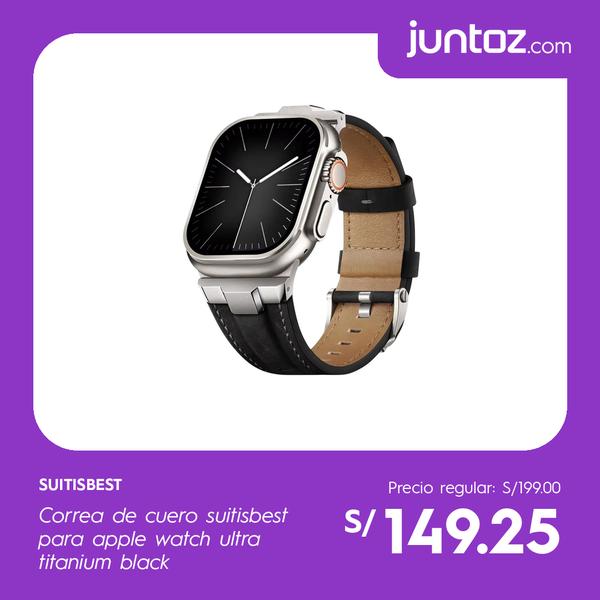 juntoz.com
SUITISBEST
Correa de cuero suitisbest
para apple watch ultra
titanium black
Precio regular: S/199.00
S/149.25